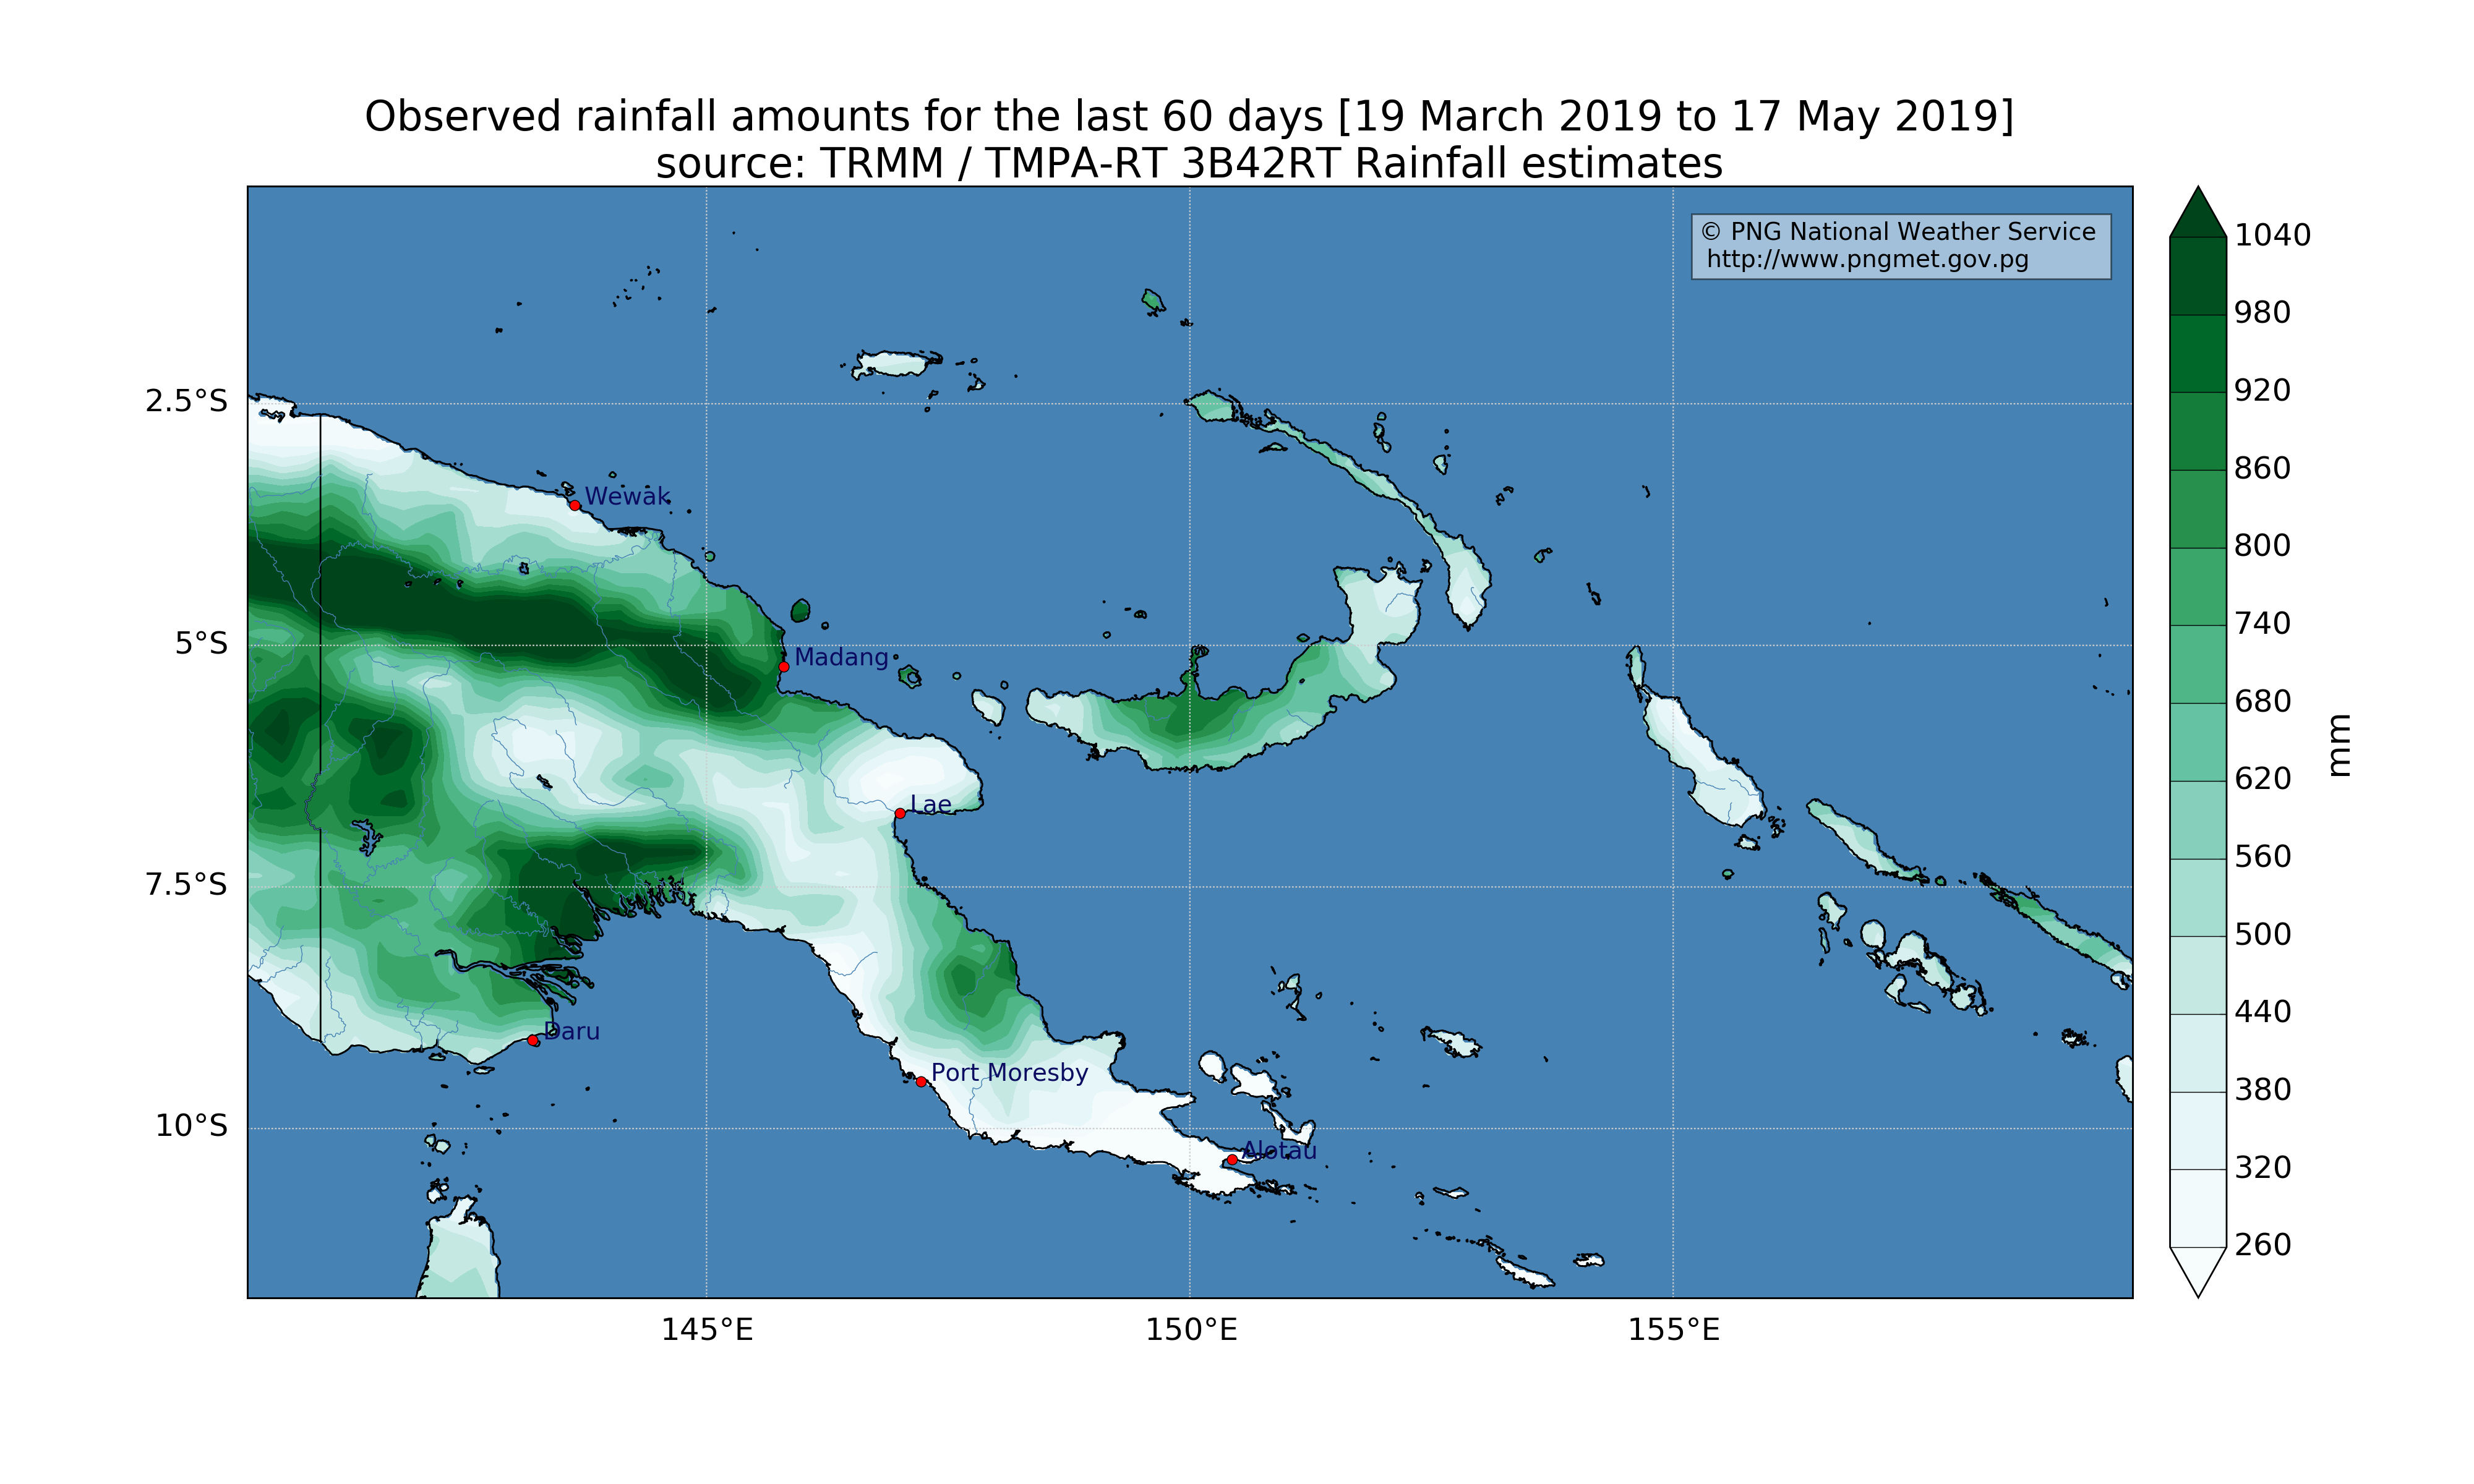 Observed rainfall amounts for the last 60 days [19 March 2019 to 17 May 2019]
source: TRMM / TMPA-RT 3B42RT Rainfall estimates
© PNG National Weather Service
http://www.pngmet.gov.pg
1040
980
920
860
800
740
680
620
560
500
440
380
320
260
mm
2.5°S
5°S
7.5°S
10°S
Wewak
Madang
Lae
Daru
Port Moresby
Alotau
145°E
150°E
155°E